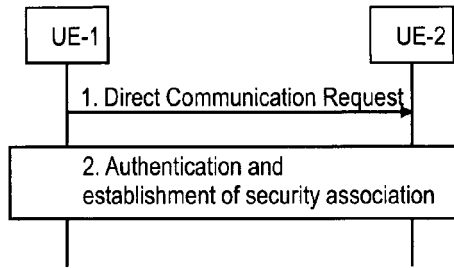 UE-1
UE-2
1. Direct Communication Request
2. Authentication and
establishment of security association